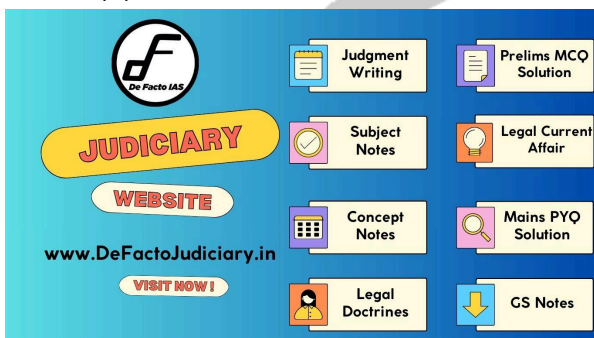 De Facto IAS
JUDICIARY
WEBSITE
www.DeFactoJudiciary.in
VISIT NOW!
Judgment
Writing
Prelims MCQ
Solution
Subject
Notes
Legal Current
Affair
Concept
Notes
Mains PYQ
Solution
Legal
Doctrines
GS Notes